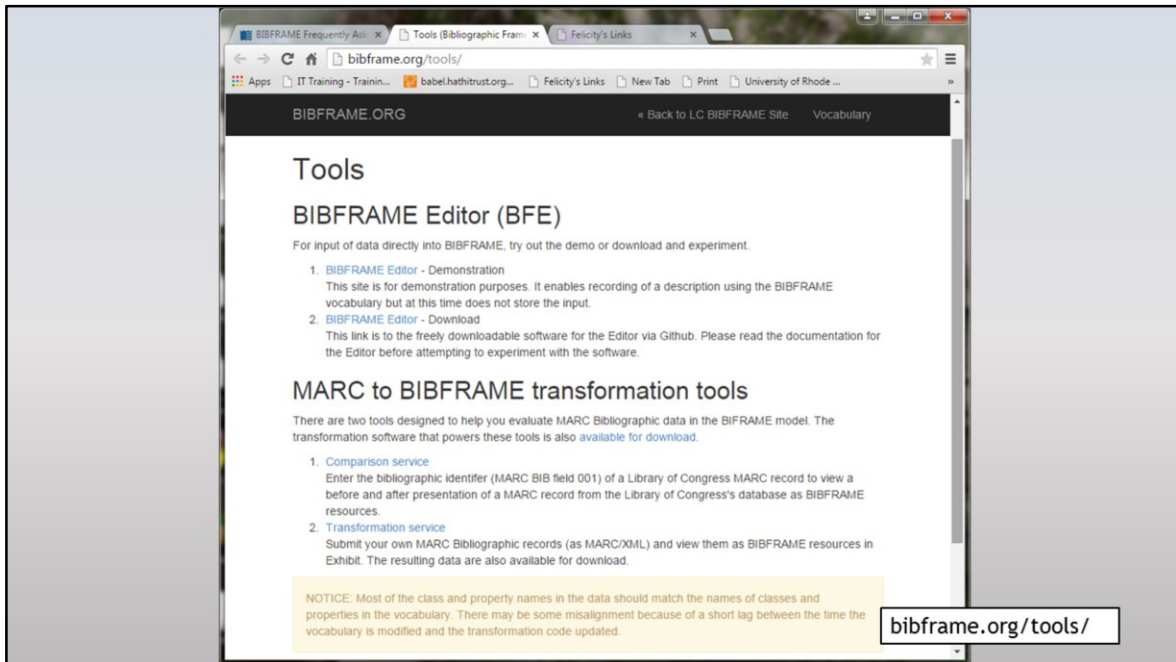 BIBFRAME Frequently Ask
Tools (Bibliographic Fram
Felicity's Links
bibframe.org/tools/
Apps
IT Training - Trainin...
babel.hathitrust.org...
Felicity's Links
New Tab
Print
University of Rhode ...
»
BIBFRAME.ORG
« Back to LC BIBFRAME Site
Vocabulary
Tools
BIBFRAME Editor (BFE)
For input of data directly into BIBFRAME, try out the demo or download and experiment.
1. BIBFRAME Editor - Demonstration
This site is for demonstration purposes. It enables recording of a description using the BIBFRAME
vocabulary but at this time does not store the input.
2. BIBFRAME Editor - Download
This link is to the freely downloadable software for the Editor via Github. Please read the documentation for
the Editor before attempting to experiment with the software.
MARC to BIBFRAME transformation tools
There are two tools designed to help you evaluate MARC Bibliographic data in the BIFRAME model. The
transformation software that powers these tools is also available for download.
1. Comparison service
Enter the bibliographic identifer (MARC BIB field 001) of a Library of Congress MARC record to view a
before and after presentation of a MARC record from the Library of Congress's database as BIBFRAME
resources.
2. Transformation service
Submit your own MARC Bibliographic records (as MARC/XML) and view them as BIBFRAME resources in
Exhibit. The resulting data are also available for download.
NOTICE: Most of the class and property names in the data should match the names of classes and
properties in the vocabulary. There may be some misalignment because of a short lag between the time the
vocabulary is modified and the transformation code updated.
bibframe.org/tools/